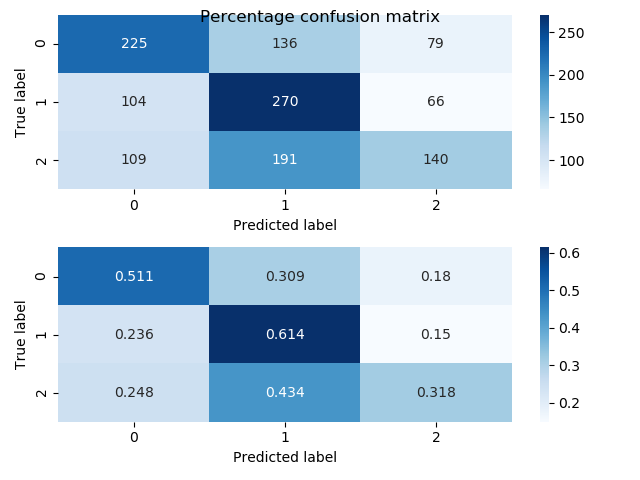 Percentage confusion matrix
True label
0 225 136 79
1 104 270 66
2 109 191 140
0 1 2
Predicted label
250
200
150
100
True label
0 0.511 0.309 0.18
1 0.236 0.614 0.15
2 0.248 0.434 0.318
0 1 2
Predicted label
0.6
0.5
0.4
0.3
0.2